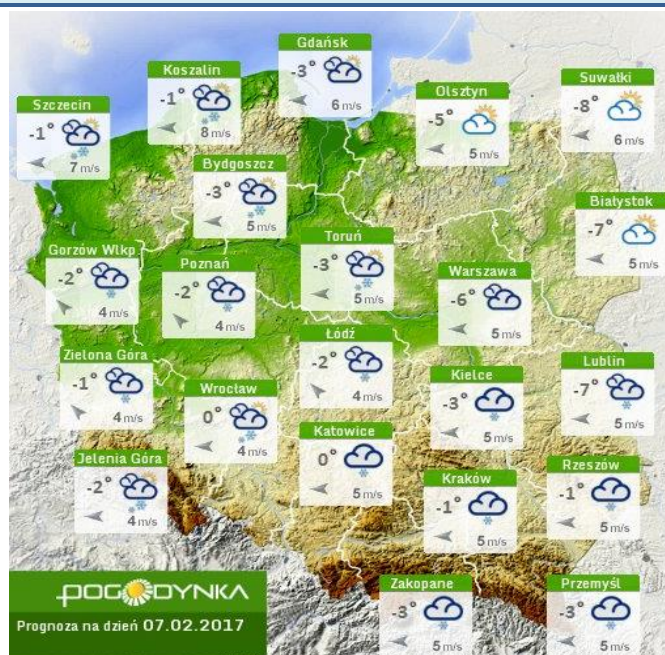 Gdańsk
-3°
6 m/s
Koszalin
-1°
8 m/s
Suwałki
-8°
6 m/s
Olsztyn
-5°
5 m/s
Szczecin
-1°
7 m/s
Bydgoszcz
-3°
5 m/s
Białystok
-7°
5 m/s
Toruń
-3°
5 m/s
Gorzów Wlkp
-2°
4 m/s
Poznań
-2°
4 m/s
Warszawa
-6°
5 m/s
Łódź
-2°
4 m/s
Zielona Góra
-1°
4 m/s
Lublin
-7°
5 m/s
Kielce
-3°
5 m/s
Wrocław
0°
4 m/s
Katowice
0°
5 m/s
Jelenia Góra
-2°
4 m/s
Rzeszów
-1°
5 m/s
Kraków
-1°
5 m/s
Zakopane
-3°
5 m/s
Przemyśl
-3°
5 m/s
POGODYNKA
Prognoza na dzień 07.02.2017